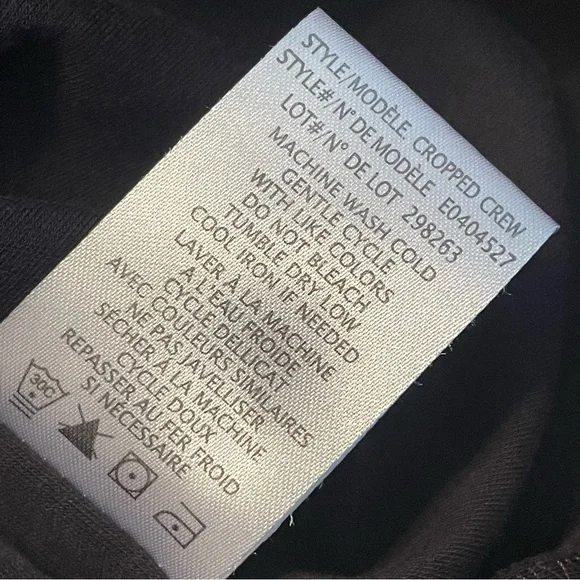 STYLE/MODÈLE CROPPED CREW
STYLE#/N° DE MODÈLE E0404527
LOT#/N° DE LOT 298263
MACHINE WASH COLD
GENTLE CYCLE
WITH LIKE COLORS
DO NOT BLEACH
TUMBLE DRY LOW
COOL IRON IF NEEDED
LAVER À LA MACHINE
A L'EAU FROIDE
CYCLE DELLICAT
AVEC COULEURS SIMILAIRES
NE PAS JAVELLISER
SÉCHER À LA MACHINE
CYCLE DOUX
REPASSER AU FER FROID
SI NÉCESSAIRE
30C